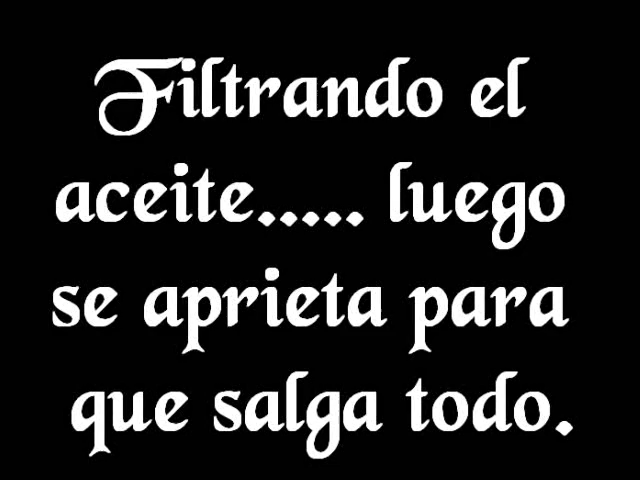 Filtrando el
aceite..... luego
se aprieta para
que salga todo.